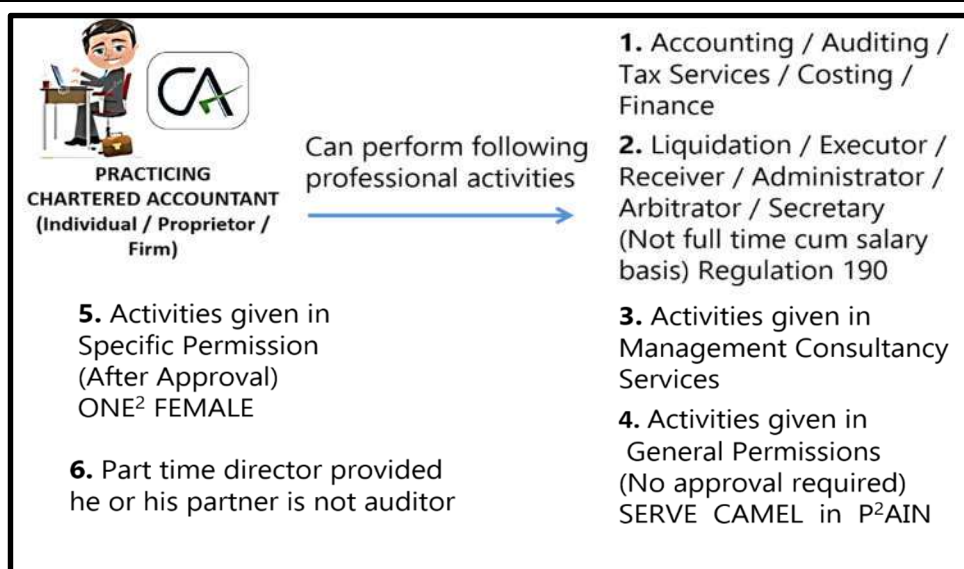 CA
PRACTICING
CHARTERED ACCOUNTANT
(Individual / Proprietor /
Firm)
Can perform following
professional activities
1. Accounting / Auditing /
Tax Services / Costing /
Finance
2. Liquidation / Executor /
Receiver / Administrator /
Arbitrator / Secretary
(Not full time cum salary
basis) Regulation 190
3. Activities given in
Management Consultancy
Services
4. Activities given in
General Permissions
(No approval required)
SERVE CAMEL in P²AIN
5. Activities given in
Specific Permission
(After Approval)
ONE² FEMALE
6. Part time director provided
he or his partner is not auditor